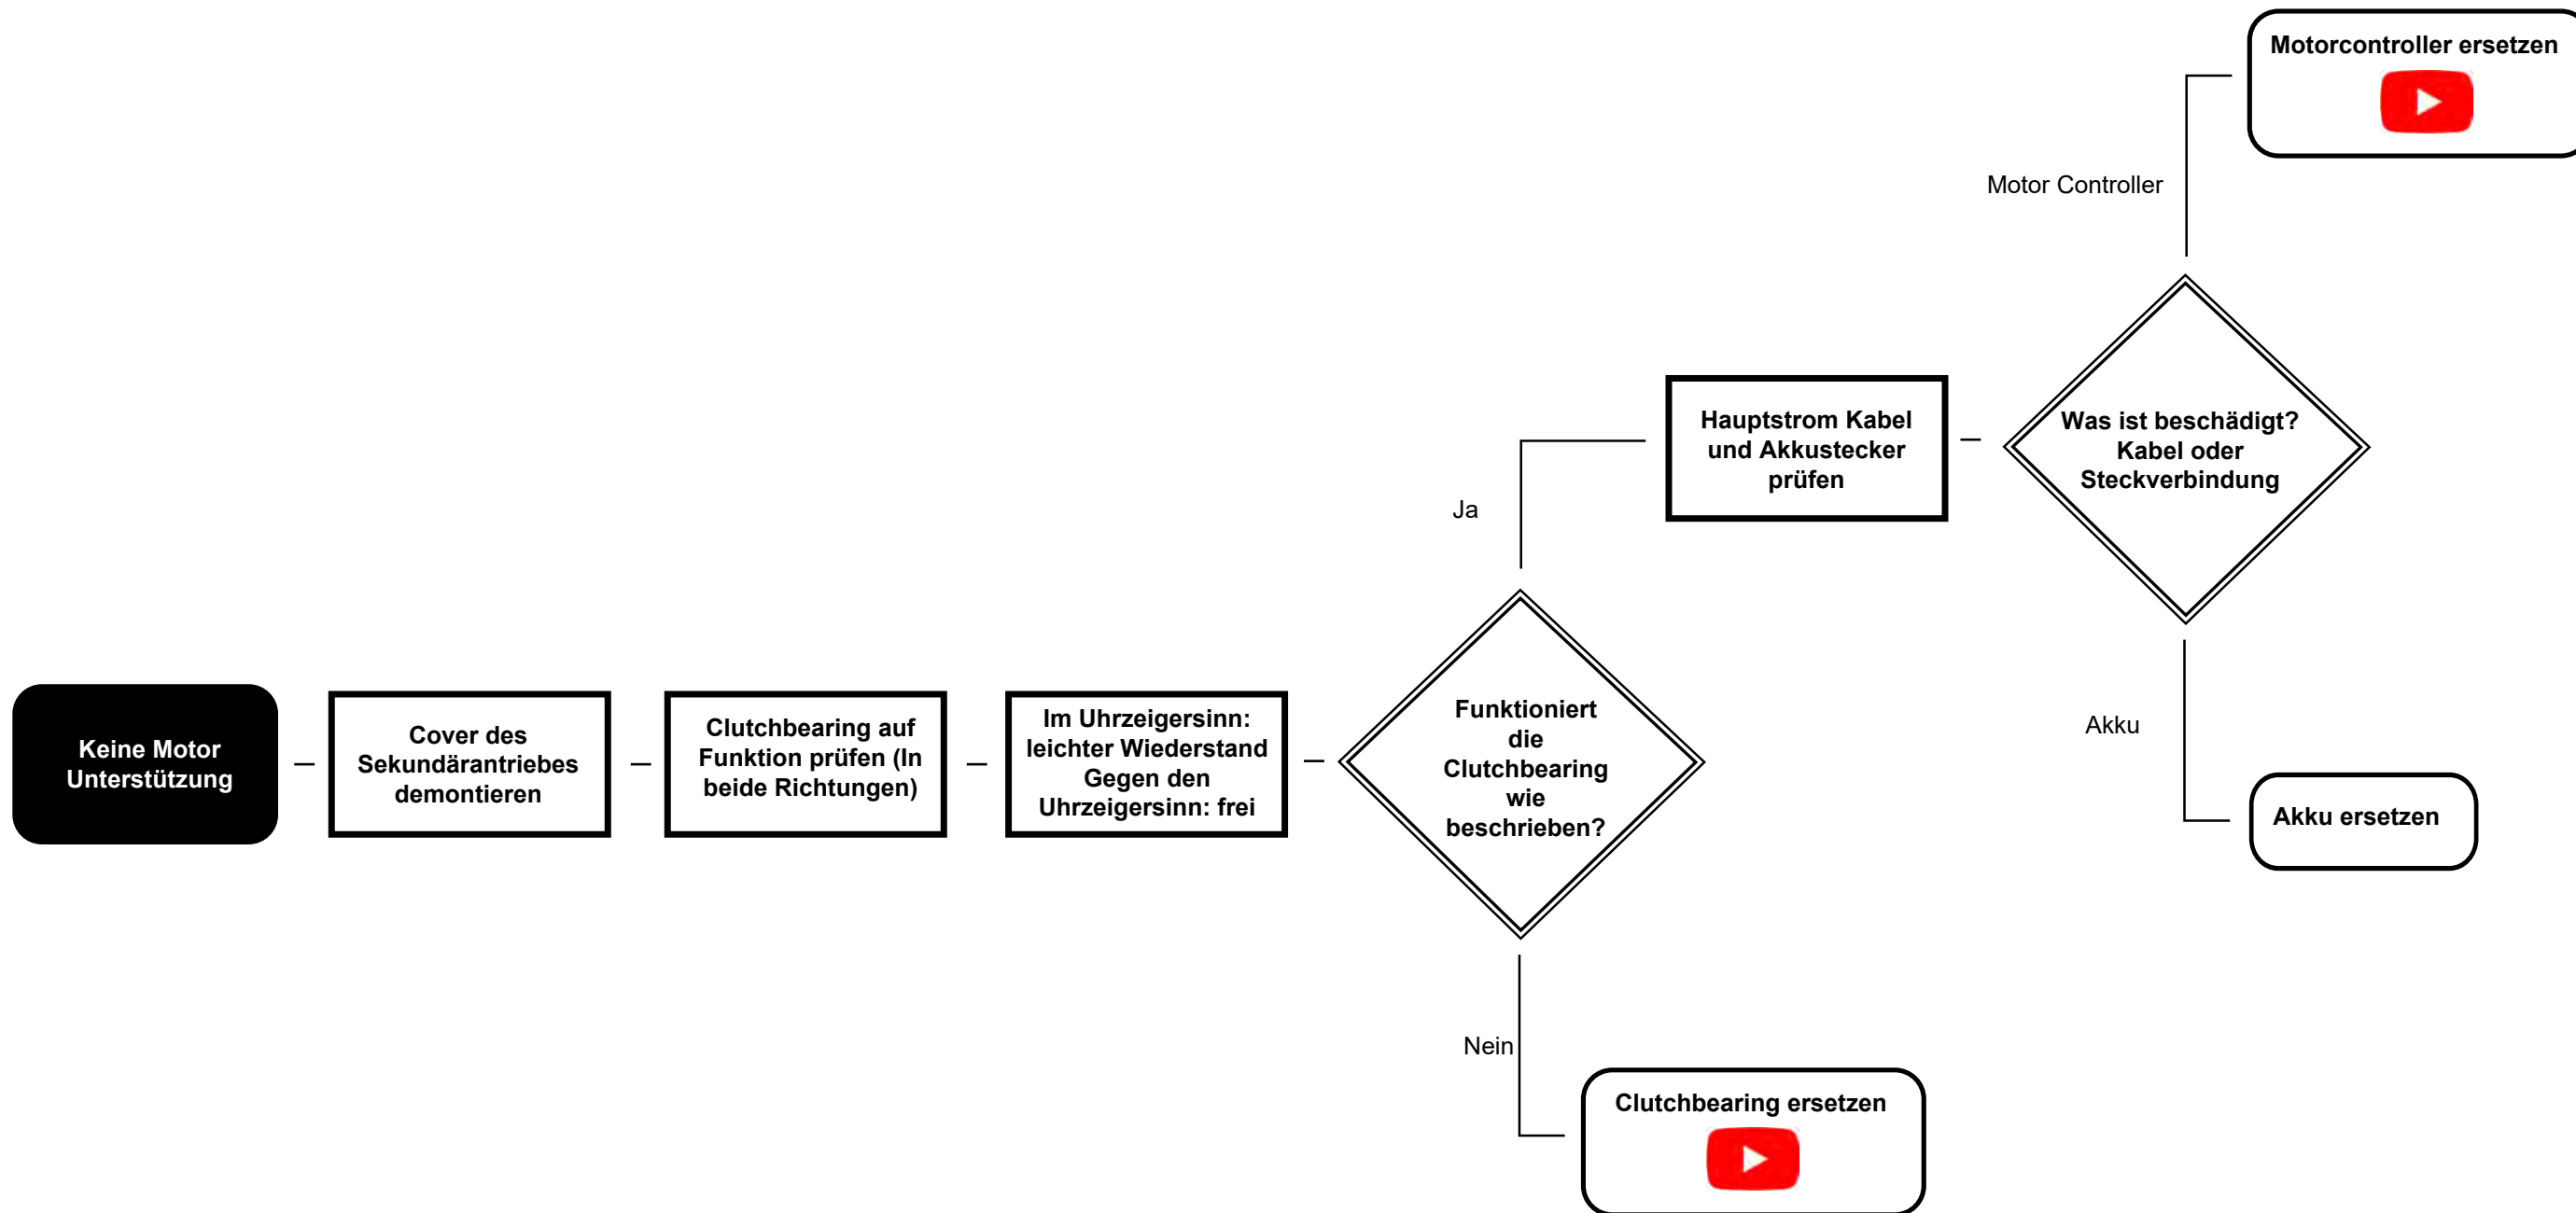 Motorcontroller ersetzen
Motor Controller
Was ist beschädigt?
Kabel oder
Steckverbindung
Hauptstrom Kabel
und Akkustecker
prüfen
Ja
Keine Motor
Unterstützung
Cover des
Sekundärantriebes
demontieren
Clutchbearing auf
Funktion prüfen (In
beide Richtungen)
Im Uhrzeigersinn:
leichter Wiederstand
Gegen den
Uhrzeigersinn: frei
Funktioniert
die
Clutchbearing
wie
beschrieben?
Akku
Akku ersetzen
Nein
Clutchbearing ersetzen